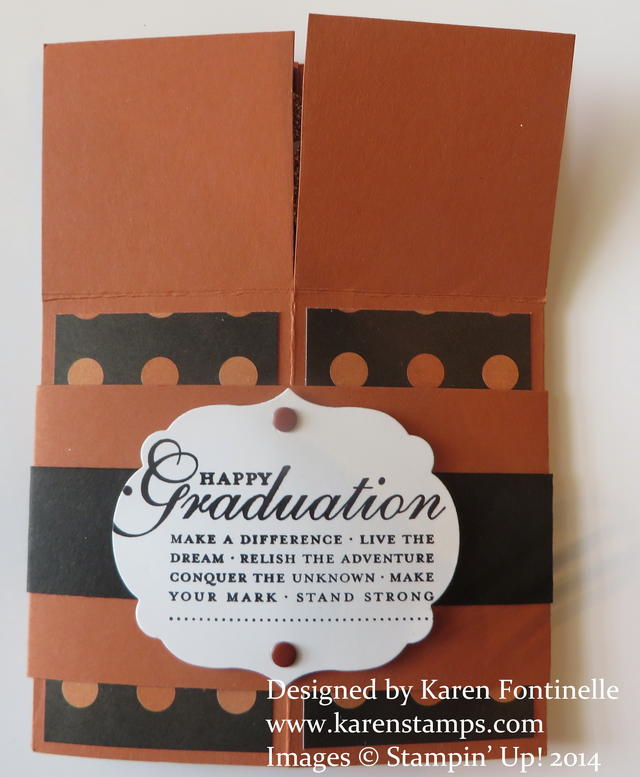 HAPPY
Graduation
MAKE A DIFFERENCE · LIVE THE
DREAM · RELISH THE ADVENTURE
CONQUER THE UNKNOWN · MAKE
YOUR MARK · STAND STRONG
Designed by Karen Fontinelle
www.karenstamps.com
Images © Stampin' Up! 2014